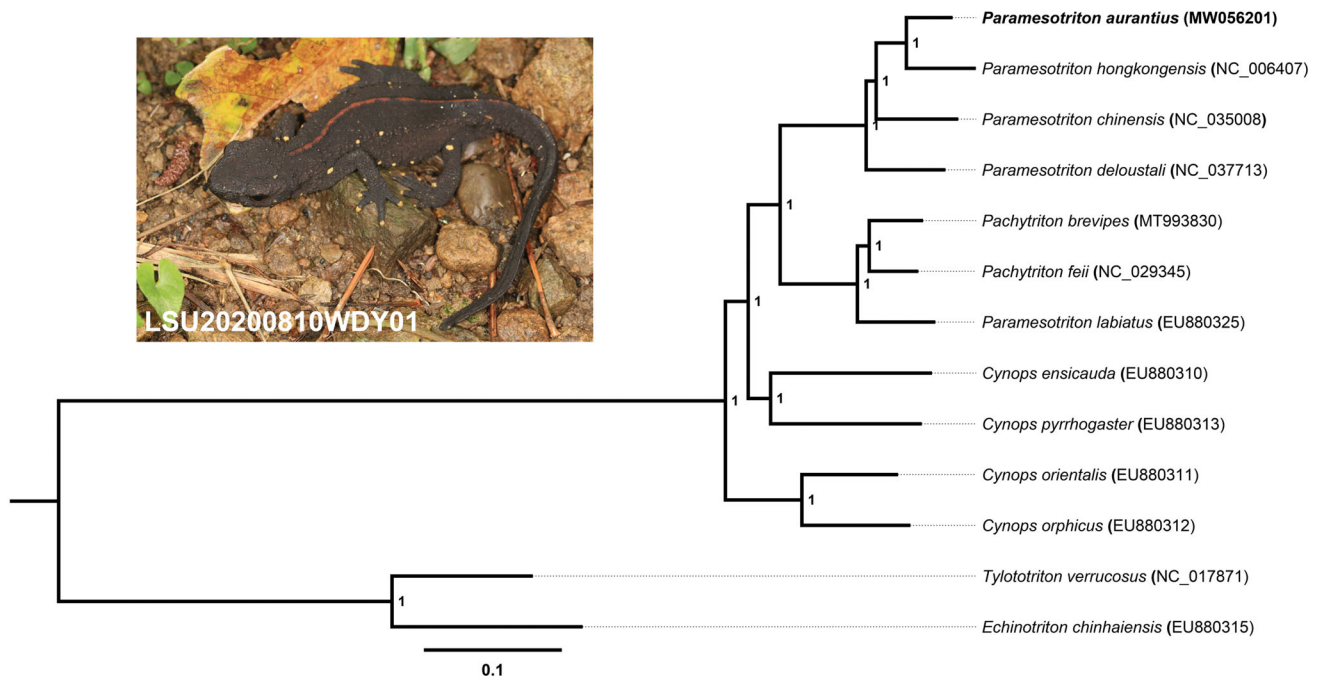 Paramesotriton aurantius (MW056201)
1
Paramesotriton hongkongensis (NC_006407)
1
Paramesotriton chinensis (NC_035008)
1
Paramesotriton deloustali (NC_037713)
1
Pachytriton brevipes (MT993830)
1
Pachytriton feii (NC_029345)
1
Paramesotriton labiatus (EU880325)
1
LSU20200810WDY01
Cynops ensicauda (EU880310)
1
1
Cynops pyrrhogaster (EU880313)
Cynops orientalis (EU880311)
1
Cynops orphicus (EU880312)
Tylototriton verrucosus (NC_017871)
1
Echinotriton chinhaiensis (EU880315)
0.1